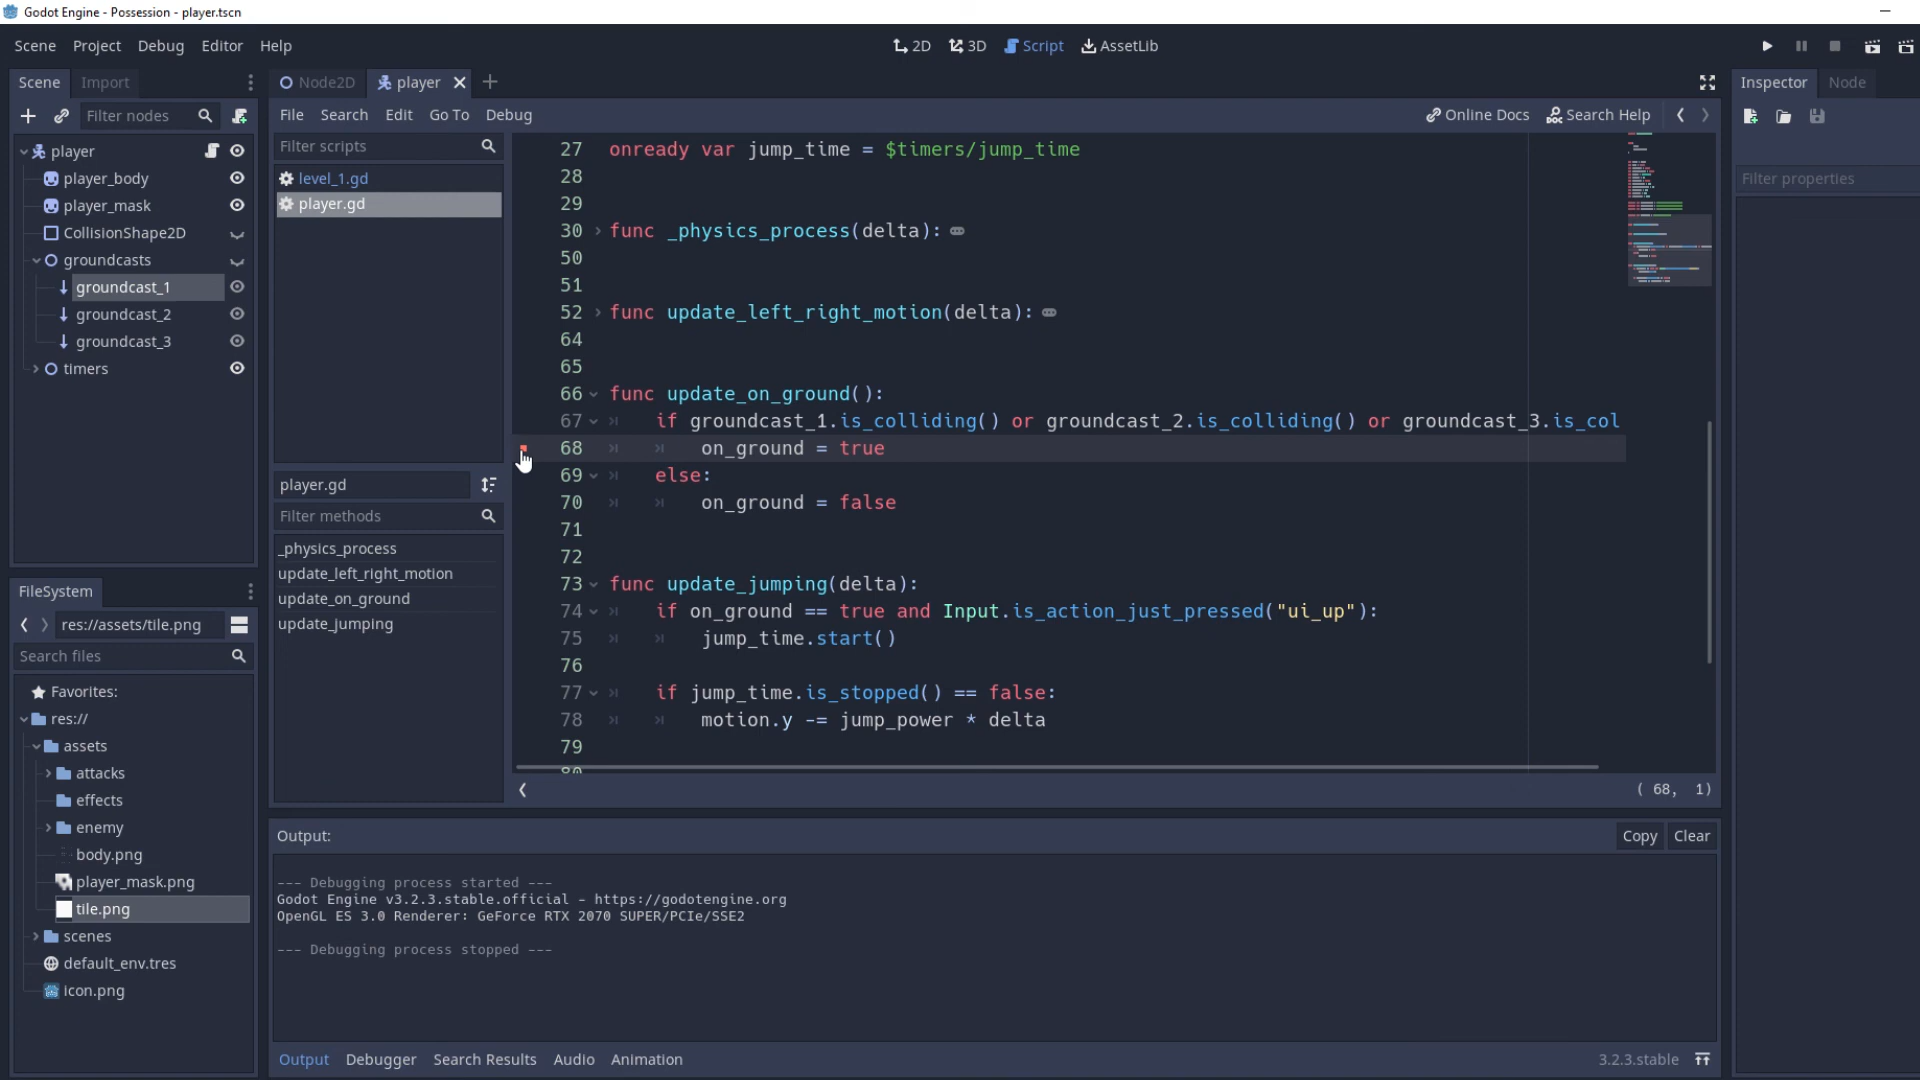 Godot Engine - Possession - player.tscn
Scene Project Debug Editor Help
2D 3D Script AssetLib
Scene Import
Filter nodes
player
player_body
player_mask
CollisionShape2D
groundcasts
groundcast_1
groundcast_2
groundcast_3
timers
FileSystem
res://assets/tile.png
Search files
Favorites:
res://
assets
attacks
effects
enemy
body.png
player_mask.png
tile.png
scenes
default_env.tres
icon.png
Node2D player
File Search Edit Go To Debug
Online Docs Search Help
Filter scripts
level_1.gd
player.gd
player.gd
Filter methods
_physics_process
update_left_right_motion
update_on_ground
update_jumping
27 onready var jump_time = $timers/jump_time
28
29
30 func _physics_process(delta):
50
51
52 func update_left_right_motion(delta):
64
65
66 func update_on_ground():
67 if groundcast_1.is_colliding() or groundcast_2.is_colliding() or groundcast_3.is_col
68 on_ground = true
69 else:
70 on_ground = false
71
72
73 func update_jumping(delta):
74 if on_ground == true and Input.is_action_just_pressed("ui_up"):
75 jump_time.start()
76
77 if jump_time.is_stopped() == false:
78 motion.y -= jump_power * delta
79
80
( 68, 1)
Output:
Copy Clear
--- Debugging process started ---
Godot Engine v3.2.3.stable.official - https://godotengine.org
OpenGL ES 3.0 Renderer: GeForce RTX 2070 SUPER/PCIe/SSE2
--- Debugging process stopped ---
Output Debugger Search Results Audio Animation
3.2.3.stable
Inspector Node
Filter properties